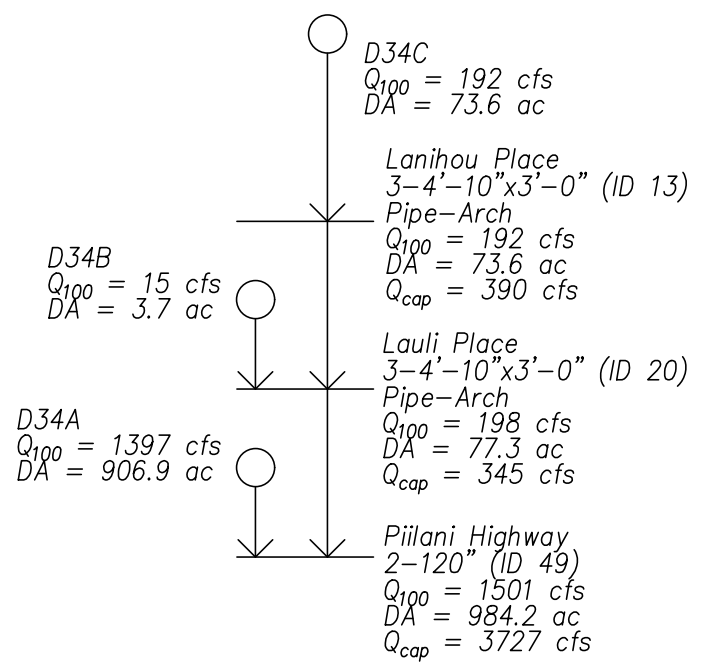 D34C
Q100 = 192 cfs
DA = 73.6 ac
Lanihou Place
3-4'-10"x3'-0" (ID 13)
Pipe-Arch
Q100 = 192 cfs
DA = 73.6 ac
Qcap = 390 cfs
D34B
Q100 = 15 cfs
DA = 3.7 ac
Lauli Place
3-4'-10"x3'-0" (ID 20)
Pipe-Arch
Q100 = 198 cfs
DA = 77.3 ac
Qcap = 345 cfs
D34A
Q100 = 1397 cfs
DA = 906.9 ac
Piilani Highway
2-120" (ID 49)
Q100 = 1501 cfs
DA = 984.2 ac
Qcap = 3727 cfs